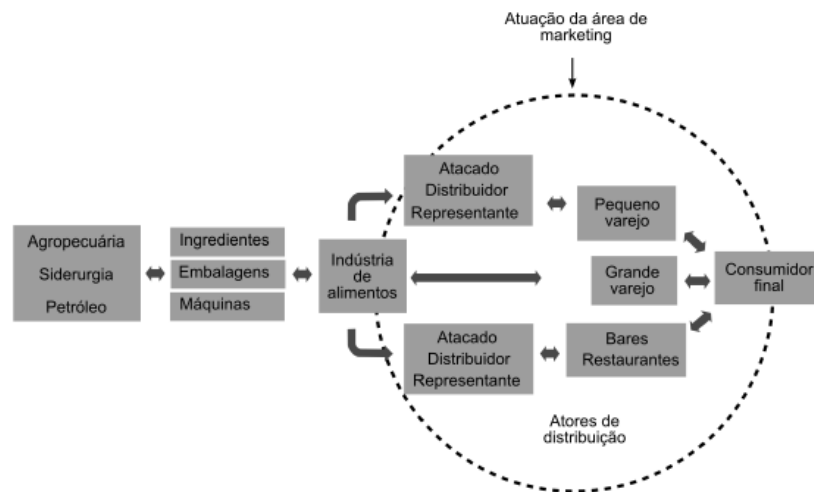 Atuação da área de
marketing
Agropecuária
Siderurgia
Petróleo
Ingredientes
Embalagens
Máquinas
Indústria
de
alimentos
Atacado
Distribuidor
Representante
Pequeno
varejo
Grande
varejo
Consumidor
final
Atacado
Distribuidor
Representante
Bares
Restaurantes
Atores de
distribuição